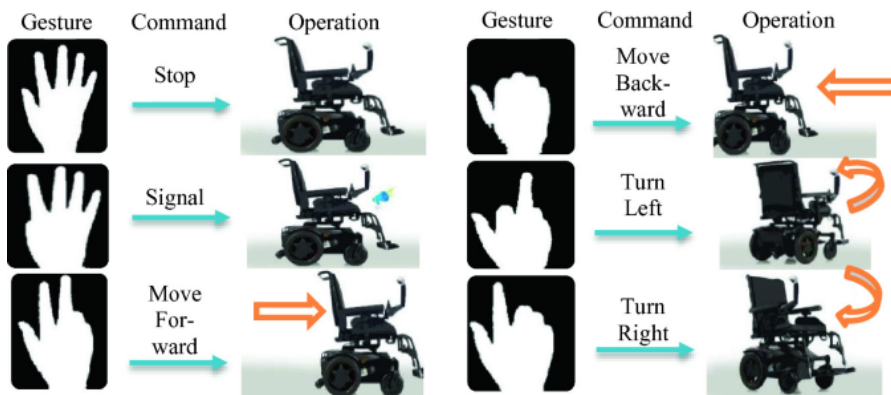 Gesture Command Operation
Stop
Signal
Move
For-
ward
Gesture Command Operation
Move
Back-
ward
Turn
Left
Turn
Right